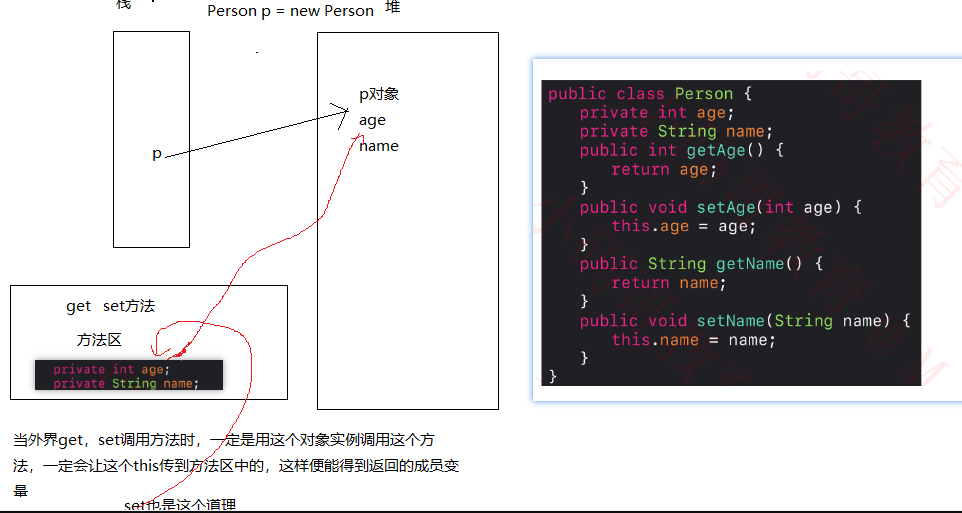 栈
Person p = new Person 堆
p对象
age
name
p
get set方法
方法区
private int age;
private String name;
当外界get，set调用方法时，一定是用这个对象实例调用这个方
法，一定会让这个this传到方法区中的，这样便能得到返回的成员变
量
set也是这个道理
public class Person {
private int age;
private String name;
public int getAge() {
return age;
}
public void setAge(int age) {
this.age = age;
}
public String getName() {
return name;
}
public void setName(String name) {
this.name = name;
}
}